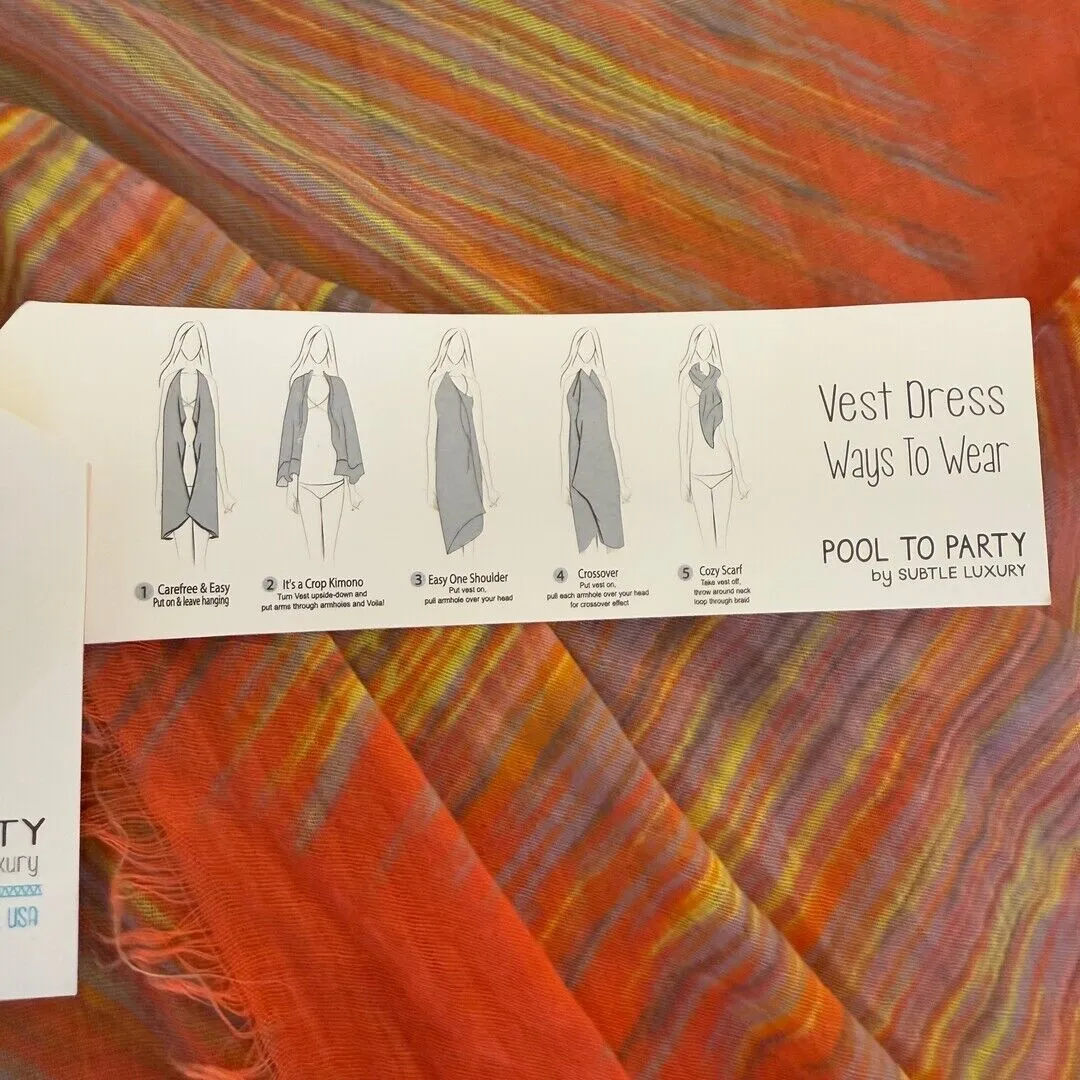 1 Carefree & Easy
Put on & leave hanging
2 It's a Crop Kimono
Turn Vest upside-down and
put arms through armholes and Voila!
3 Easy One Shoulder
Put vest on,
pull armhole over your head
4 Crossover
Put vest on,
pull each armhole over your head
for crossover effect
5 Cozy Scarf
Take vest off,
throw around neck
loop through braid
Vest Dress
Ways To Wear
POOL TO PARTY
by SUBTLE LUXURY
TY
xury
USA